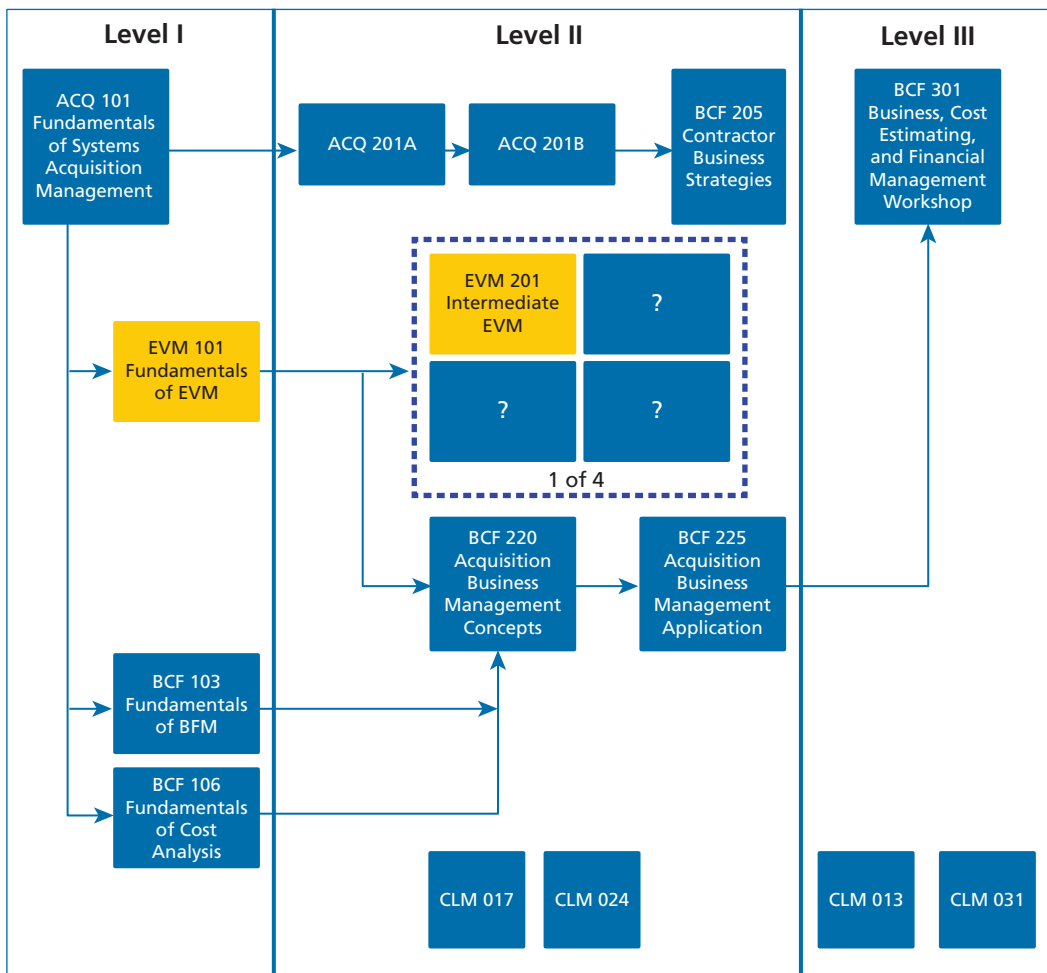 Level I
Level II
Level III
ACQ 101
Fundamentals
of Systems
Acquisition
Management
ACQ 201A
ACQ 201B
BCF 205
Contractor
Business
Strategies
BCF 301
Business, Cost
Estimating,
and Financial
Management
Workshop
EVM 101
Fundamentals
of EVM
EVM 201
Intermediate
EVM
?
?
?
1 of 4
BCF 220
Acquisition
Business
Management
Concepts
BCF 225
Acquisition
Business
Management
Application
BCF 103
Fundamentals
of BFM
BCF 106
Fundamentals
of Cost
Analysis
CLM 017
CLM 024
CLM 013
CLM 031